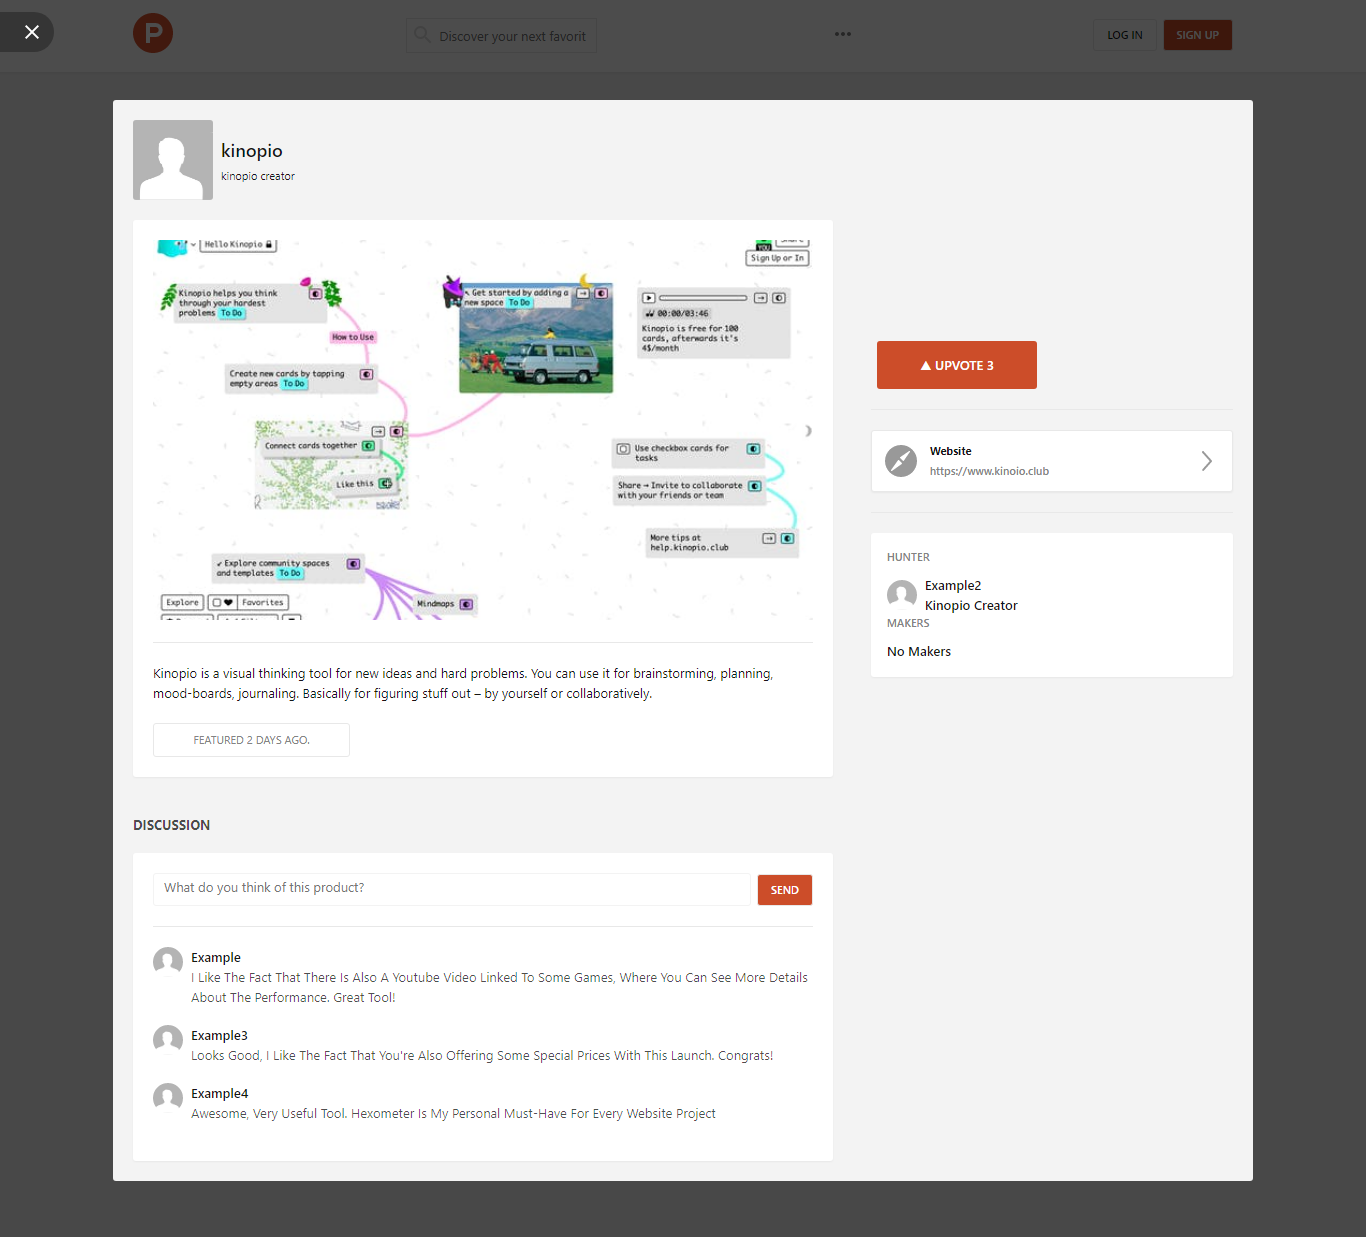 P
Discover your next favorit
LOG IN
SIGN UP
kinopio
kinopio creator
Hello Kinopio
Share
YOU
Sign Up or In
Kinopio helps you think
through your hardest
problems To Do
How to Use
Get started by adding a
new space To Do
00:00/03:46
Kinopio is free for 100
cards, afterwards it's
4$/month
Create new cards by tapping
empty areas To Do
Connect cards together
Like this
Use checkbox cards for
tasks
Share → Invite to collaborate
with your friends or team
More tips at
help.kinopio.club
↙ Explore community spaces
and templates To Do
Mindmaps
Explore
Favorites
UPVOTE 3
Website
https://www.kinoio.club
HUNTER
Example2
Kinopio Creator
MAKERS
No Makers
Kinopio is a visual thinking tool for new ideas and hard problems. You can use it for brainstorming, planning,
mood-boards, journaling. Basically for figuring stuff out – by yourself or collaboratively.
FEATURED 2 DAYS AGO.
DISCUSSION
What do you think of this product?
SEND
Example
I Like The Fact That There Is Also A Youtube Video Linked To Some Games, Where You Can See More Details
About The Performance. Great Tool!
Example3
Looks Good, I Like The Fact That You're Also Offering Some Special Prices With This Launch. Congrats!
Example4
Awesome, Very Useful Tool. Hexometer Is My Personal Must-Have For Every Website Project